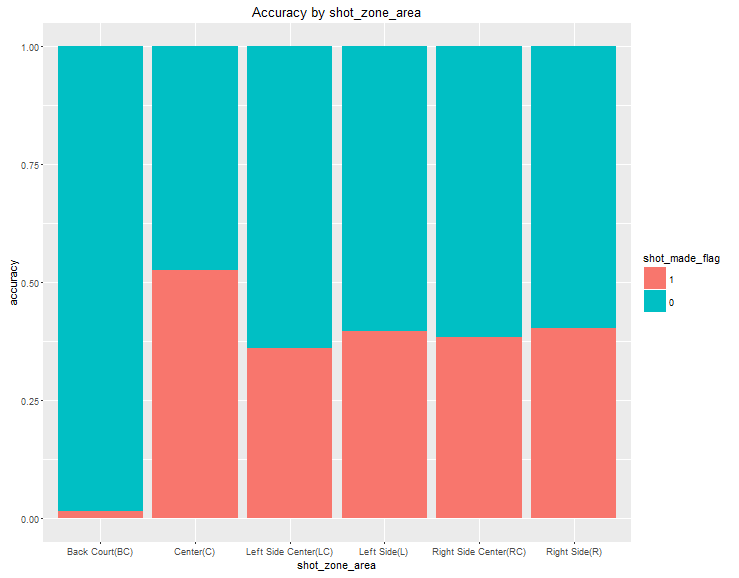 Accuracy by shot_zone_area
1.00
0.75
0.50
0.25
0.00
accuracy
Back Court(BC) Center(C) Left Side Center(LC) Left Side(L) Right Side Center(RC) Right Side(R)
shot_zone_area
shot_made_flag
1
0